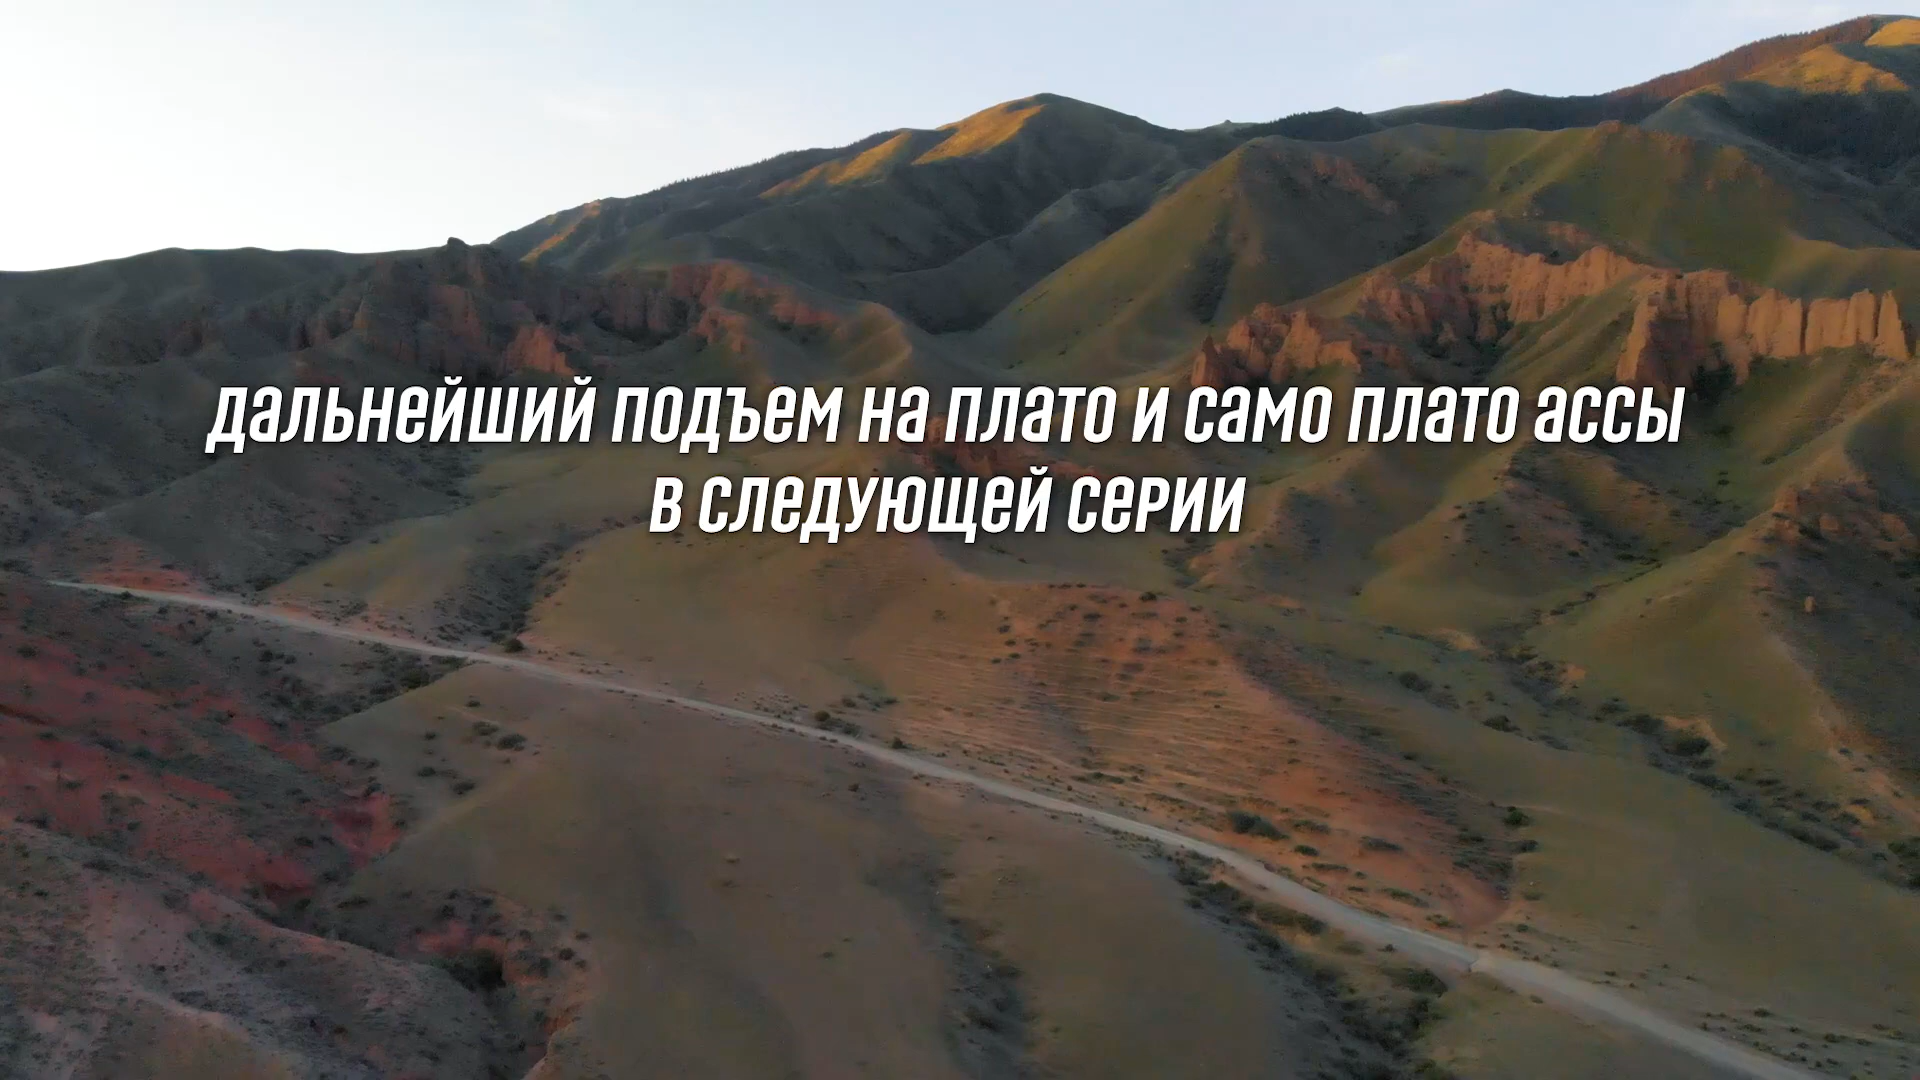 дальнейший подъем на плато и само плато ассы
в следующей серии